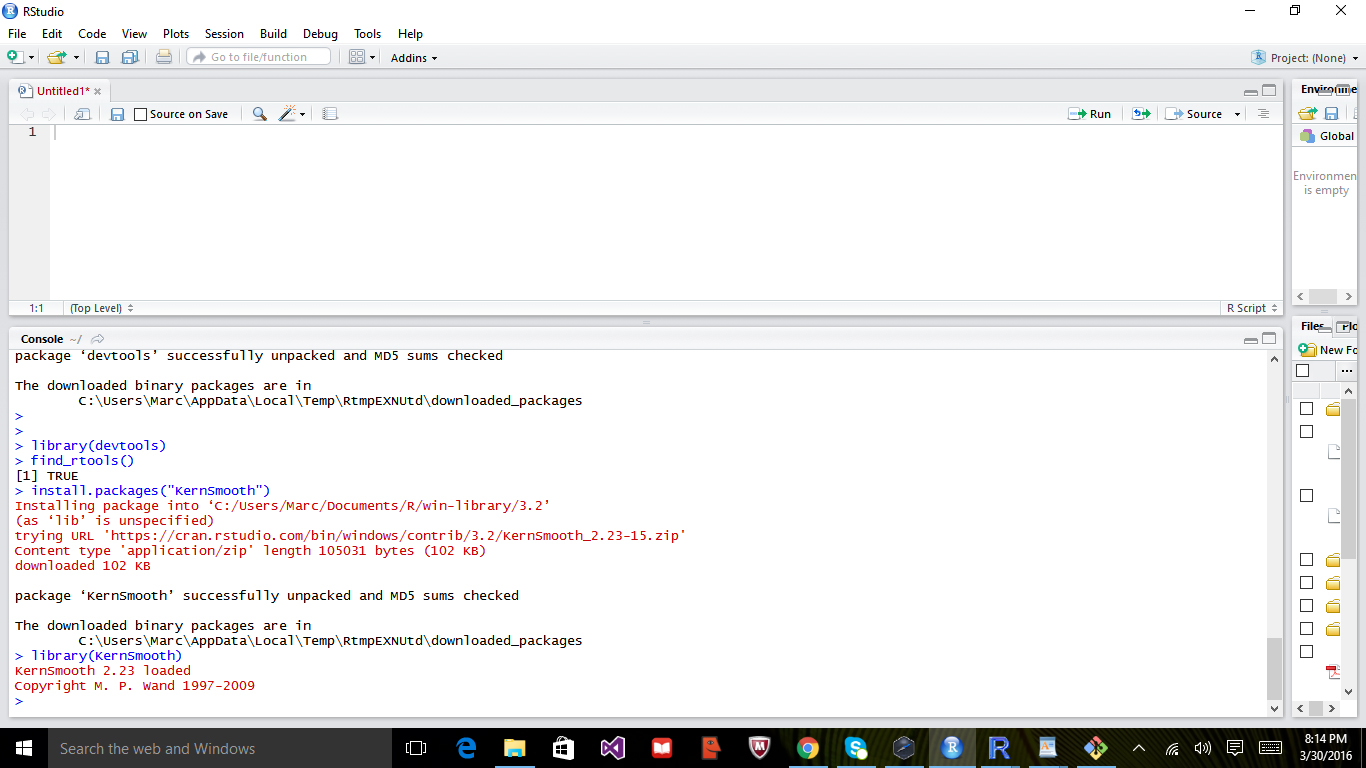 RStudio
File Edit Code View Plots Session Build Debug Tools Help
Go to file/function Addins Project: (None)
Untitled1*
Source on Save Run Source
1
1:1 (Top Level) R Script
Console ~/
package ‘devtools’ successfully unpacked and MD5 sums checked
The downloaded binary packages are in
C:\Users\Marc\AppData\Local\Temp\RtmpEXNUtd\downloaded_packages
>
>
> library(devtools)
> find_rtools()
[1] TRUE
> install.packages("KernSmooth")
Installing package into ‘C:/Users/Marc/Documents/R/win-library/3.2’
(as ‘lib’ is unspecified)
trying URL 'https://cran.rstudio.com/bin/windows/contrib/3.2/KernSmooth_2.23-15.zip'
Content type 'application/zip' length 105031 bytes (102 KB)
downloaded 102 KB
package ‘KernSmooth’ successfully unpacked and MD5 sums checked
The downloaded binary packages are in
C:\Users\Marc\AppData\Local\Temp\RtmpEXNUtd\downloaded_packages
> library(KernSmooth)
KernSmooth 2.23 loaded
Copyright M. P. Wand 1997-2009
>
Global
Environmen
is empty
Files Plo
New Fo
...
Search the web and Windows
8:14 PM
3/30/2016